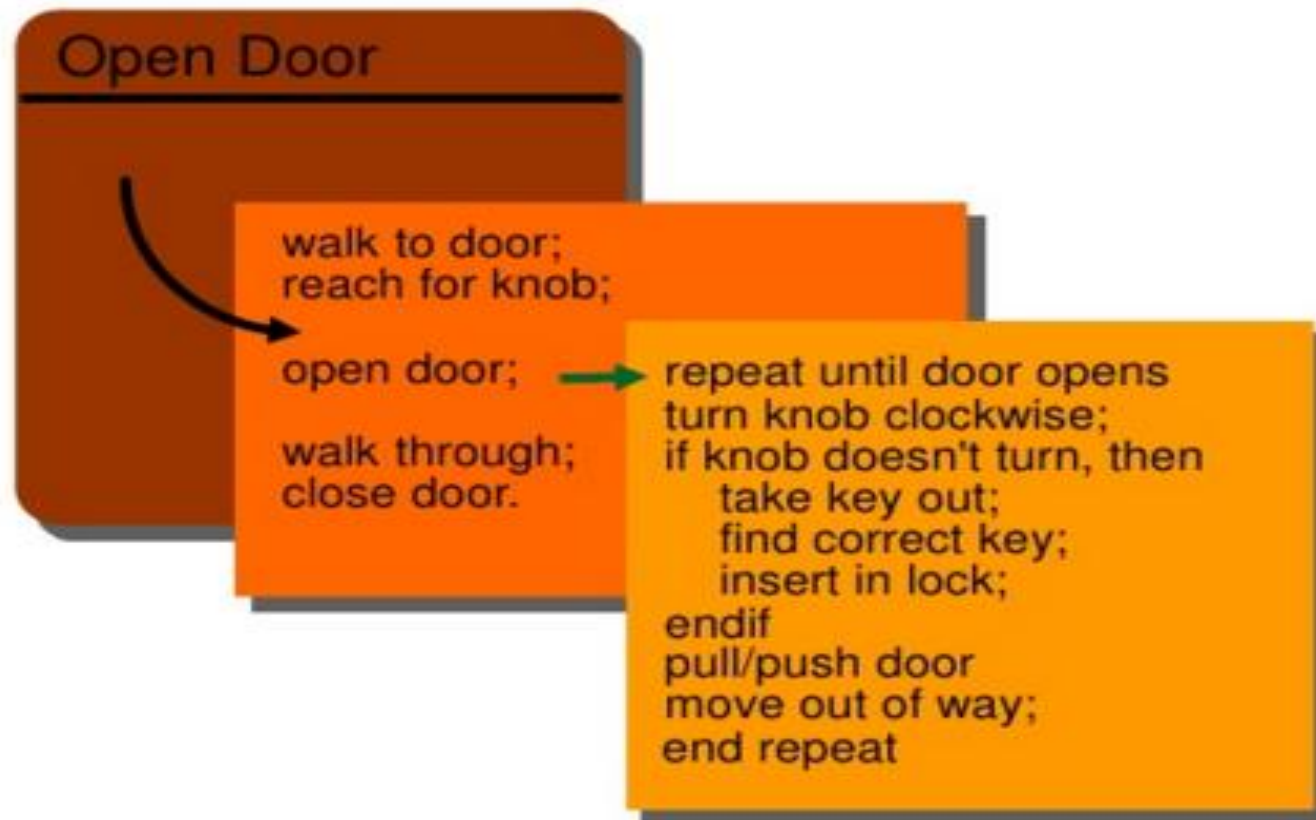 Open Door
walk to door;
reach for knob;
open door;
walk through;
close door.
repeat until door opens
turn knob clockwise;
if knob doesn't turn, then
take key out;
find correct key;
insert in lock;
endif
pull/push door
move out of way;
end repeat